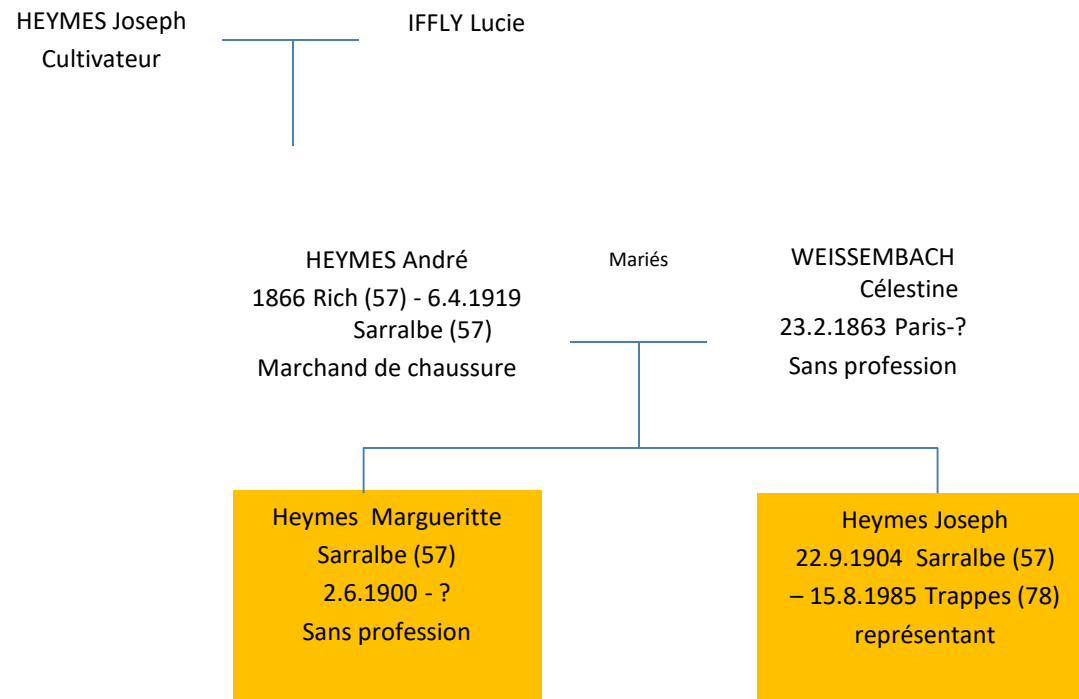 HEYMES Joseph
Cultivateur
IFFLY Lucie
HEYMES André
1866 Rich (57) - 6.4.1919
Sarralbe (57)
Marchand de chaussure
Mariés
WEISSEMBACH
Célestine
23.2.1863 Paris-?
Sans profession
Heymes Margueritte
Sarralbe (57)
2.6.1900 - ?
Sans profession
Heymes Joseph
22.9.1904 Sarralbe (57)
– 15.8.1985 Trappes (78)
représentant